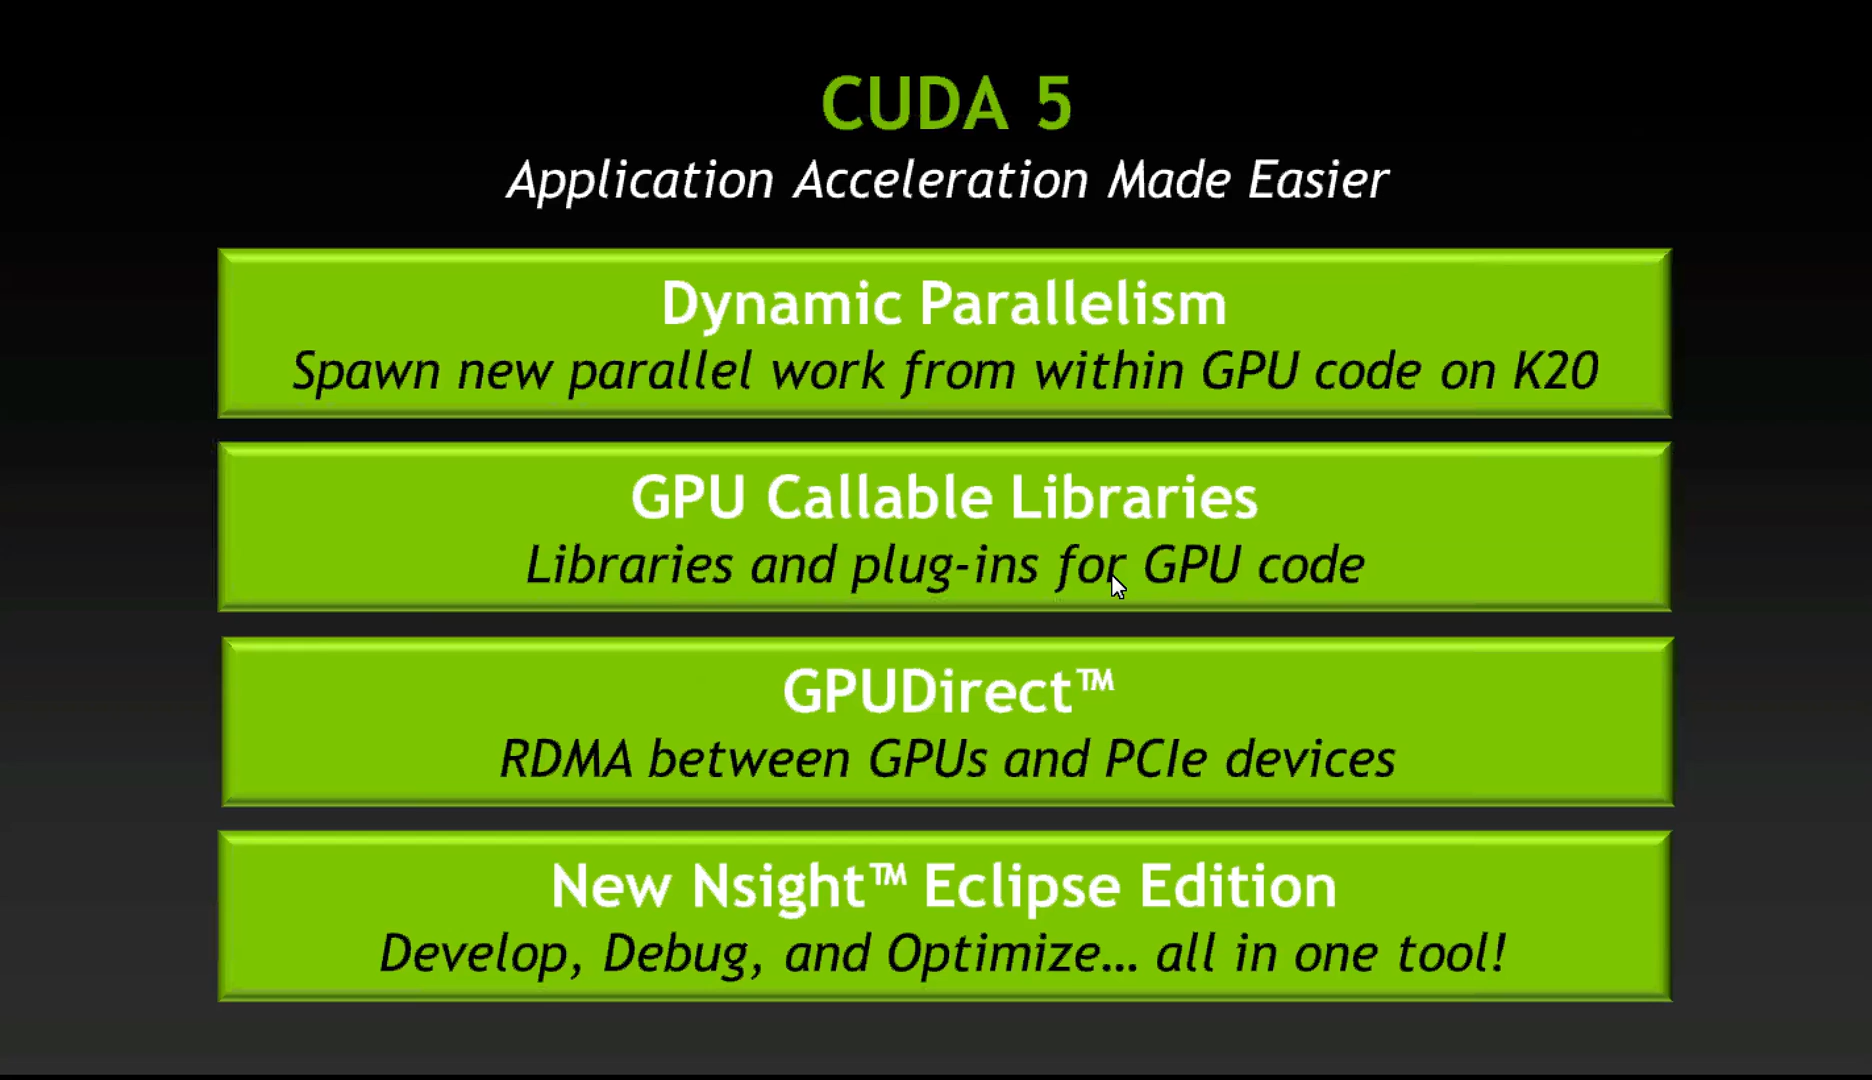 CUDA 5
Application Acceleration Made Easier
Dynamic Parallelism
Spawn new parallel work from within GPU code on K20
GPU Callable Libraries
Libraries and plug-ins for GPU code
GPUDirect™
RDMA between GPUs and PCIe devices
New Nsight™ Eclipse Edition
Develop, Debug, and Optimize… all in one tool!